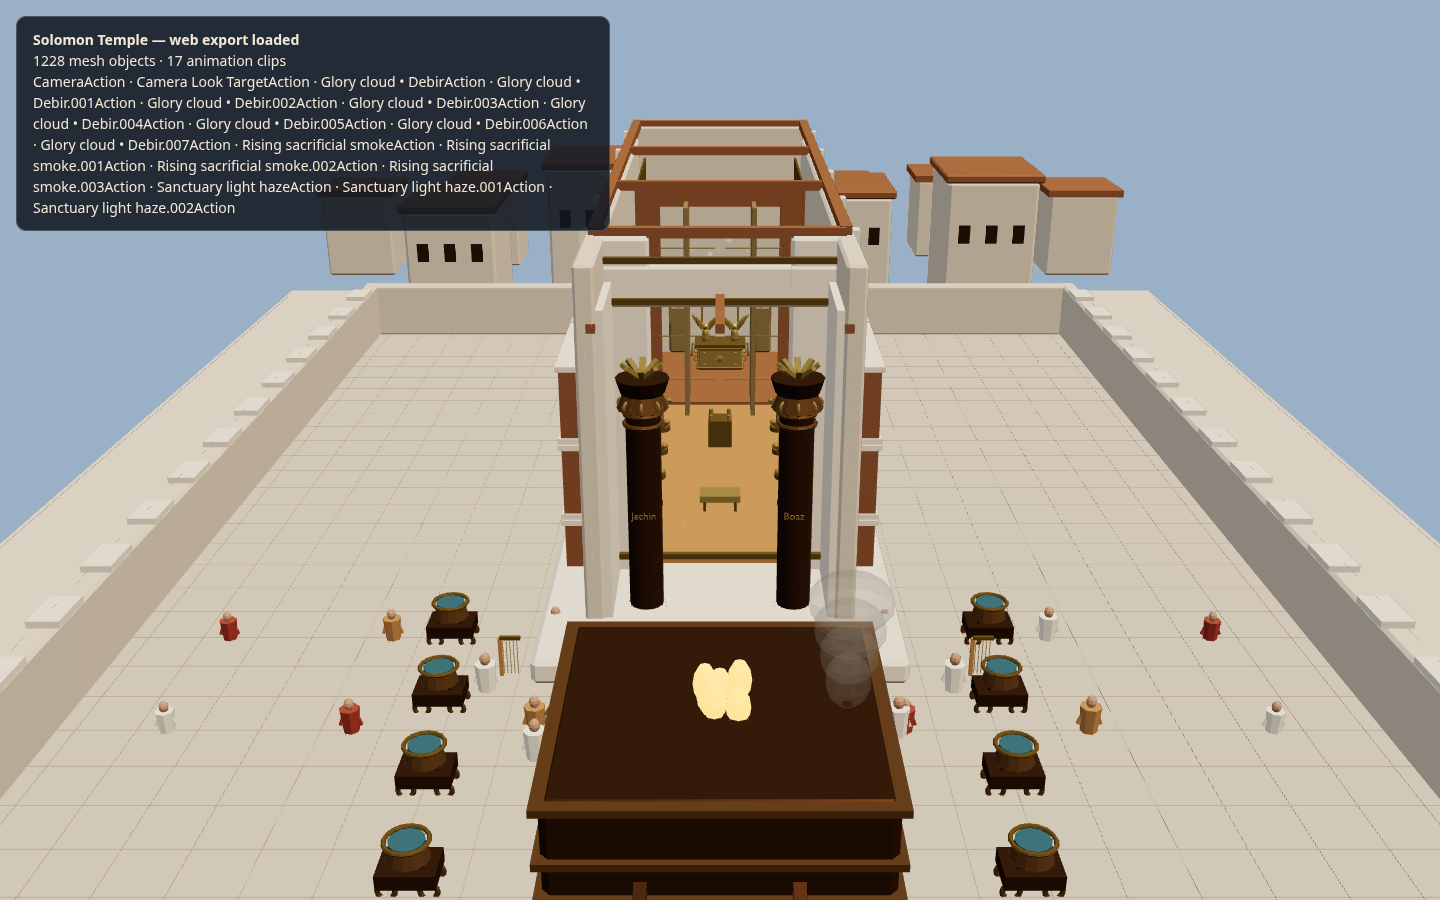 Solomon Temple — web export loaded
1228 mesh objects · 17 animation clips
CameraAction · Camera Look TargetAction · Glory cloud • DebirAction · Glory cloud •
Debir.001Action · Glory cloud • Debir.002Action · Glory cloud • Debir.003Action · Glory
cloud • Debir.004Action · Glory cloud • Debir.005Action · Glory cloud • Debir.006Action
· Glory cloud • Debir.007Action · Rising sacrificial smokeAction · Rising sacrificial
smoke.001Action · Rising sacrificial smoke.002Action · Rising sacrificial
smoke.003Action · Sanctuary light hazeAction · Sanctuary light haze.001Action ·
Sanctuary light haze.002Action
Jachin
Boaz